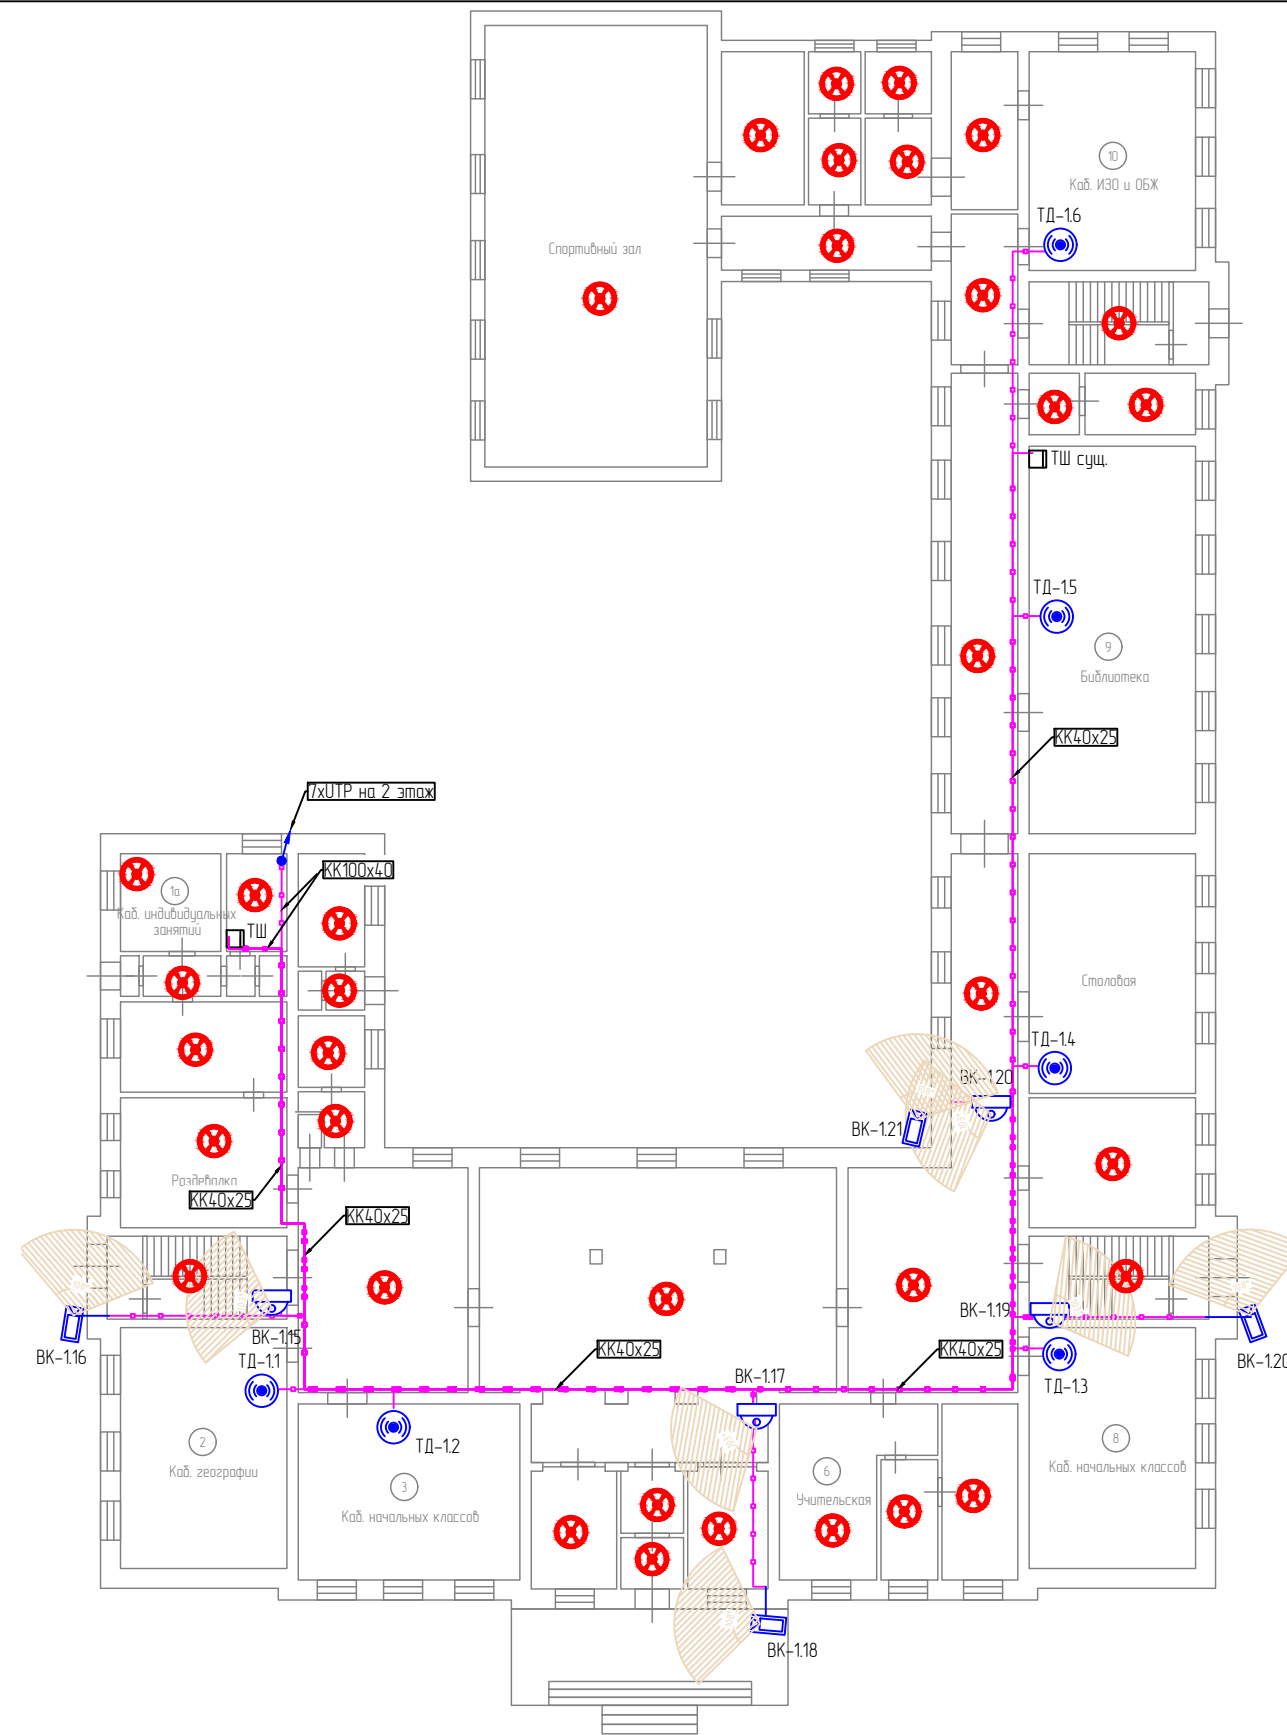 10
Каб. ИЗО и ОБЖ
ТД-1.6
Спортивный зал
ТШ сущ.
ТД-1.5
9
Библиотека
КК40х25
7хUTP на 2 этаж
КК100х40
1а
Каб. индивидуальных
занятий
ТШ
Столовая
ТД-1.4
ВК-1.20
ВК-1.21
Раздевалка
КК40х25
КК40х25
ВК-1.15
ВК-1.16
ВК-1.19
ВК-1.20
КК40х25
КК40х25
ТД-1.1
ВК-1.17
ТД-1.3
ТД-1.2
2
Каб. географии
3
Каб. начальных классов
6
Учительская
8
Каб. начальных классов
ВК-1.18